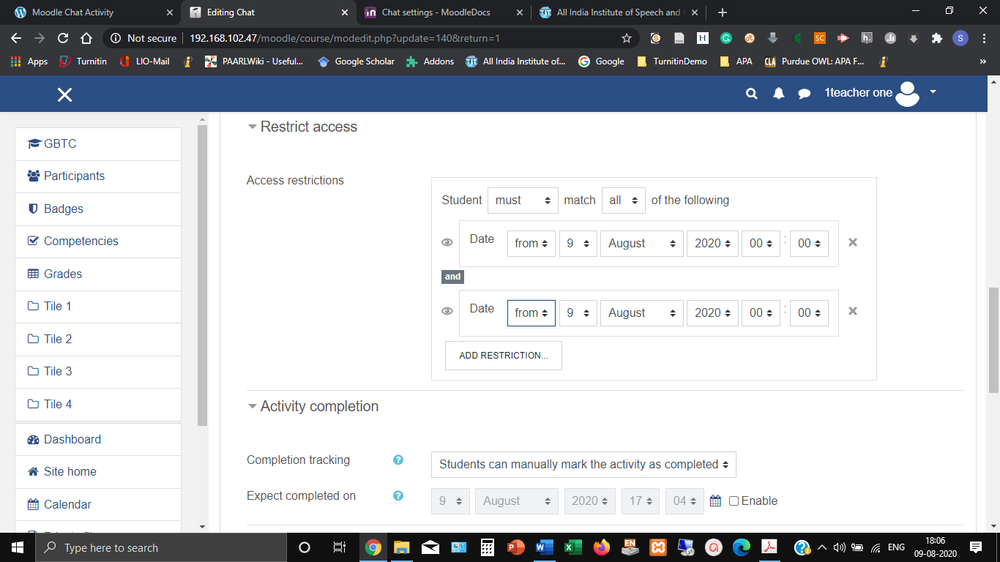 Moodle Chat Activity
Editing Chat
Chat settings - MoodleDocs
All India Institute of Speech and
Not secure 192.168.102.47/moodle/course/modedit.php?update=140&return=1
Apps Turnitin LIO-Mail PAARLWiki - Useful... Google Scholar Addons All India Institute of... Google TurnitinDemo APA Purdue OWL: APA F... »
1teacher one
GBTC
Participants
Badges
Competencies
Grades
Tile 1
Tile 2
Tile 3
Tile 4
Dashboard
Site home
Calendar
Restrict access
Access restrictions
Student must match all of the following
Date from 9 August 2020 00 : 00
and
Date from 9 August 2020 00 : 00
ADD RESTRICTION...
Activity completion
Completion tracking Students can manually mark the activity as completed
Expect completed on 9 August 2020 17 04 Enable
Type here to search
ENG
18:06
09-08-2020